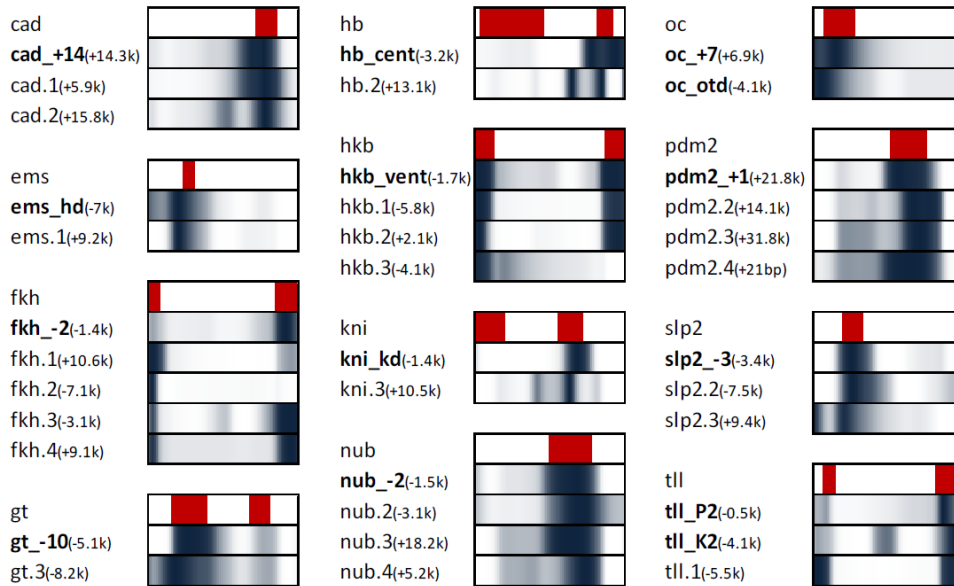 cad
cad_+14(+14.3k)
cad.1(+5.9k)
cad.2(+15.8k)
ems
ems_hd(-7k)
ems.1(+9.2k)
fkh
fkh_-2(-1.4k)
fkh.1(+10.6k)
fkh.2(-7.1k)
fkh.3(-3.1k)
fkh.4(+9.1k)
gt
gt_-10(-5.1k)
gt.3(-8.2k)
hb
hb_cent(-3.2k)
hb.2(+13.1k)
hkb
hkb_vent(-1.7k)
hkb.1(-5.8k)
hkb.2(+2.1k)
hkb.3(-4.1k)
kni
kni_kd(-1.4k)
kni.3(+10.5k)
nub
nub_-2(-1.5k)
nub.2(-3.1k)
nub.3(+18.2k)
nub.4(+5.2k)
oc
oc_+7(+6.9k)
oc_otd(-4.1k)
pdm2
pdm2_+1(+21.8k)
pdm2.2(+14.1k)
pdm2.3(+31.8k)
pdm2.4(+21bp)
slp2
slp2_-3(-3.4k)
slp2.2(-7.5k)
slp2.3(+9.4k)
tll
tll_P2(-0.5k)
tll_K2(-4.1k)
tll.1(-5.5k)